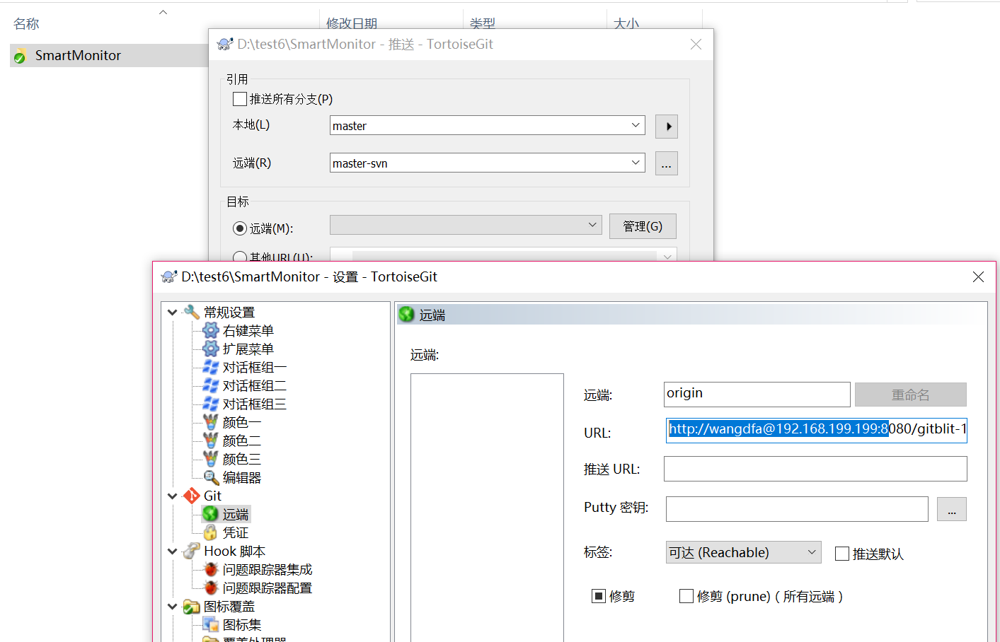 名称 修改日期 类型 大小
SmartMonitor
D:\test6\SmartMonitor - 推送 - TortoiseGit
引用
推送所有分支(P)
本地(L) master
远端(R) master-svn
...
目标
远端(M): 管理(G)
其他URL(U):
D:\test6\SmartMonitor - 设置 - TortoiseGit
常规设置
右键菜单
扩展菜单
对话框组一
对话框组二
对话框组三
颜色一
颜色二
颜色三
编辑器
Git
远端
凭证
Hook 脚本
问题跟踪器集成
问题跟踪器配置
图标覆盖
图标集
覆盖处理器
远端
远端:
远端: origin 重命名
URL: http://wangdfa@192.168.199.199:8080/gitblit-1
推送 URL:
Putty 密钥: ...
标签: 可达 (Reachable) 推送默认
修剪 修剪 (prune) ( 所有远端 )